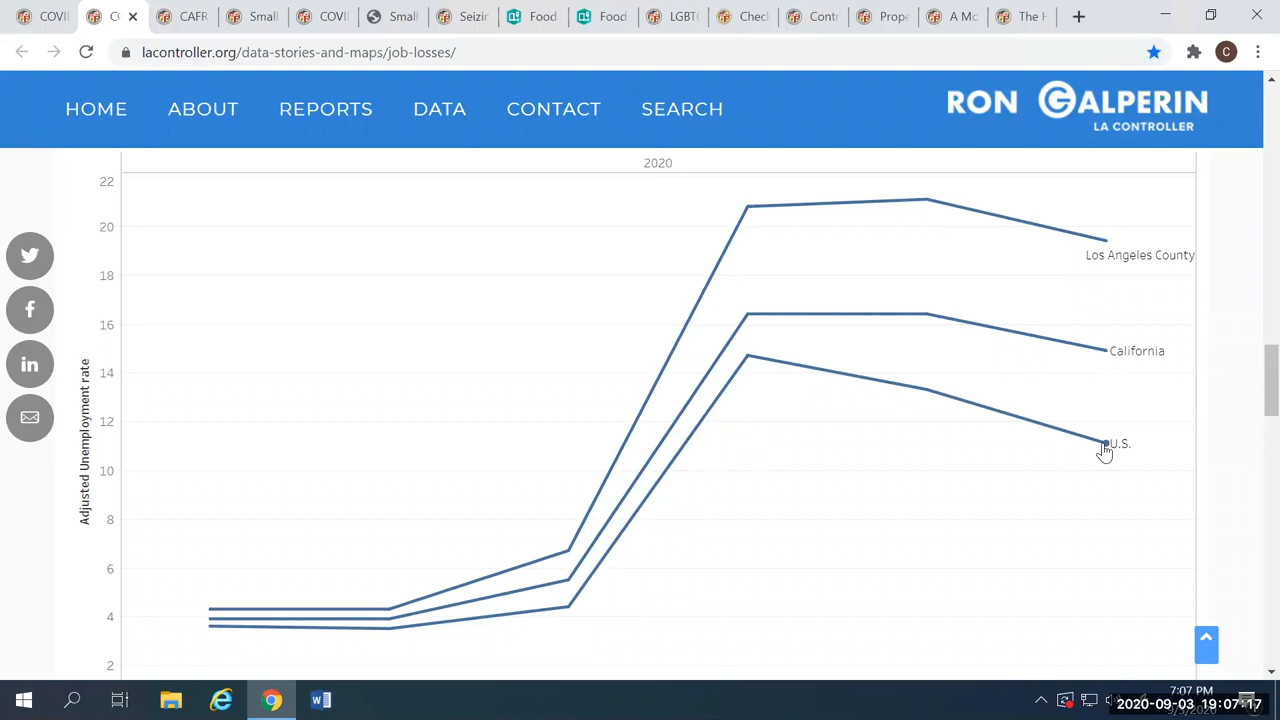 COVI
CC
CAFR
Small
COVI
Small
Seizir
Food
Food
LGBT
Check
Contr
Prope
A Mc
The H
lacontroller.org/data-stories-and-maps/job-losses/
C
HOME ABOUT REPORTS DATA CONTACT SEARCH
RON GALPERIN
LA CONTROLLER
2020
22
20
18
16
14
12
10
8
6
4
2
Adjusted Unemployment rate
Los Angeles County
California
U.S.
7:07 PM
2020-09-03 19:07:17